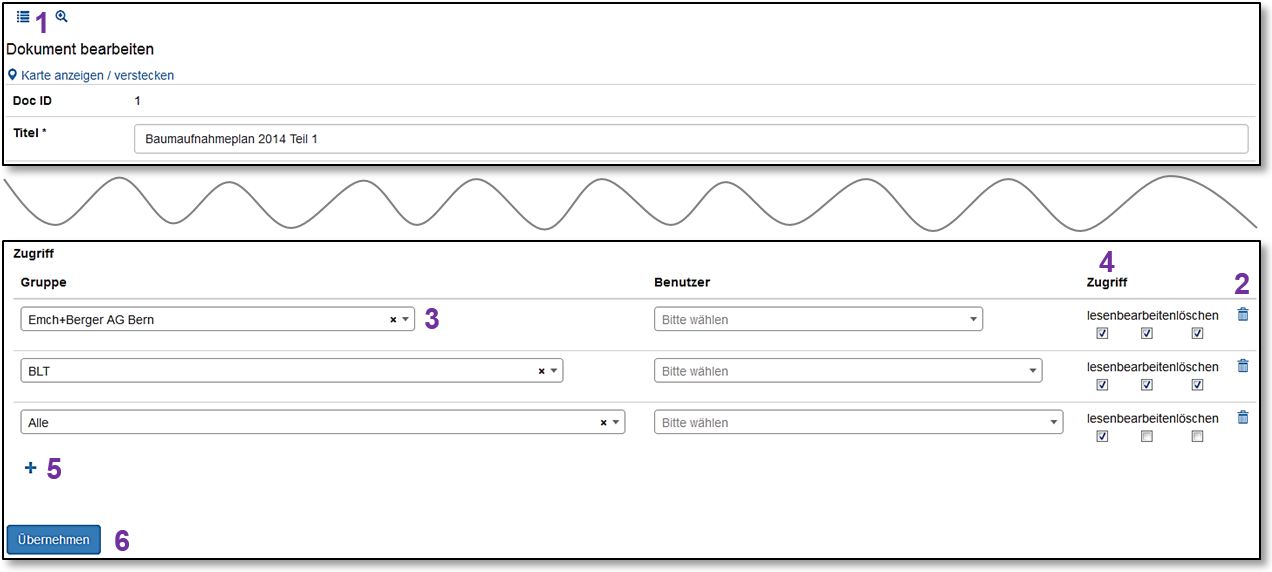 1
Dokument bearbeiten
Karte anzeigen / verstecken
Doc ID 1
Titel * Baumaufnahmeplan 2014 Teil 1
Zugriff
4
Gruppe Benutzer Zugriff 2
Emch+Berger AG Bern × 3 Bitte wählen lesenbearbeitenlöschen
BLT × Bitte wählen lesenbearbeitenlöschen
Alle × Bitte wählen lesenbearbeitenlöschen
+ 5
Übernehmen 6